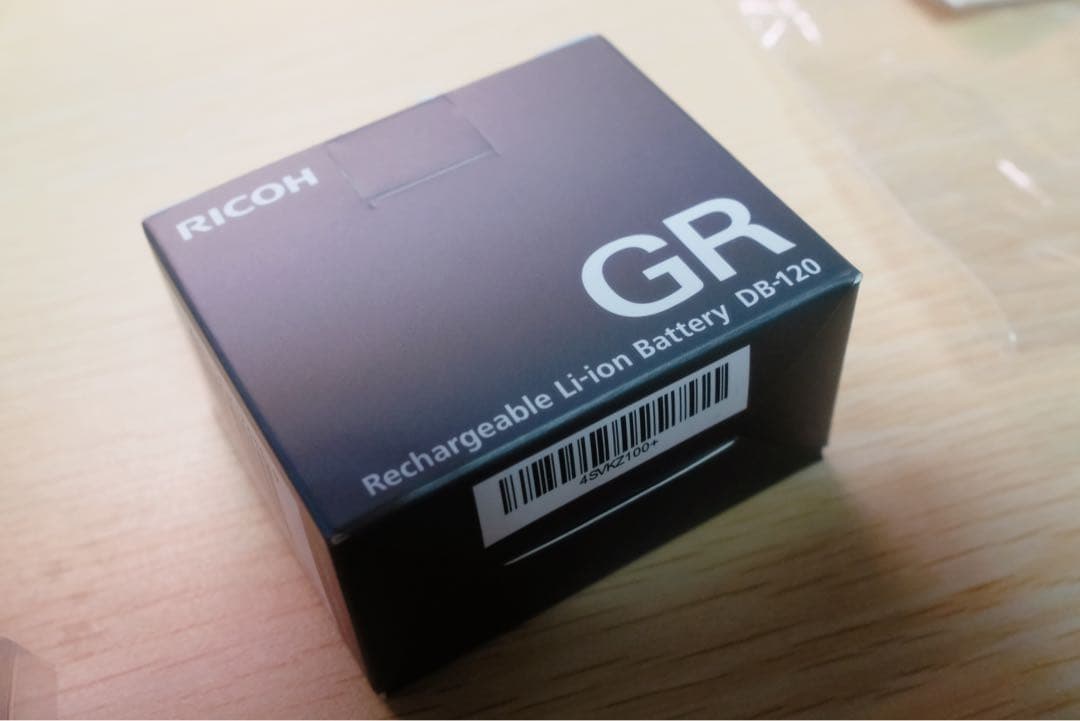 RICOH
GR
Rechargeable Li-ion Battery DB-120
4SVKZ100+